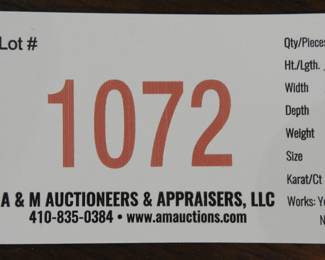 Lot #
1072
A & M AUCTIONEERS & APPRAISERS, LLC
410-835-0384 • www.amauctions.com
Qty/Pieces
Ht./Lgth.
Width
Depth
Weight
Size
Karat/Ct
Works: